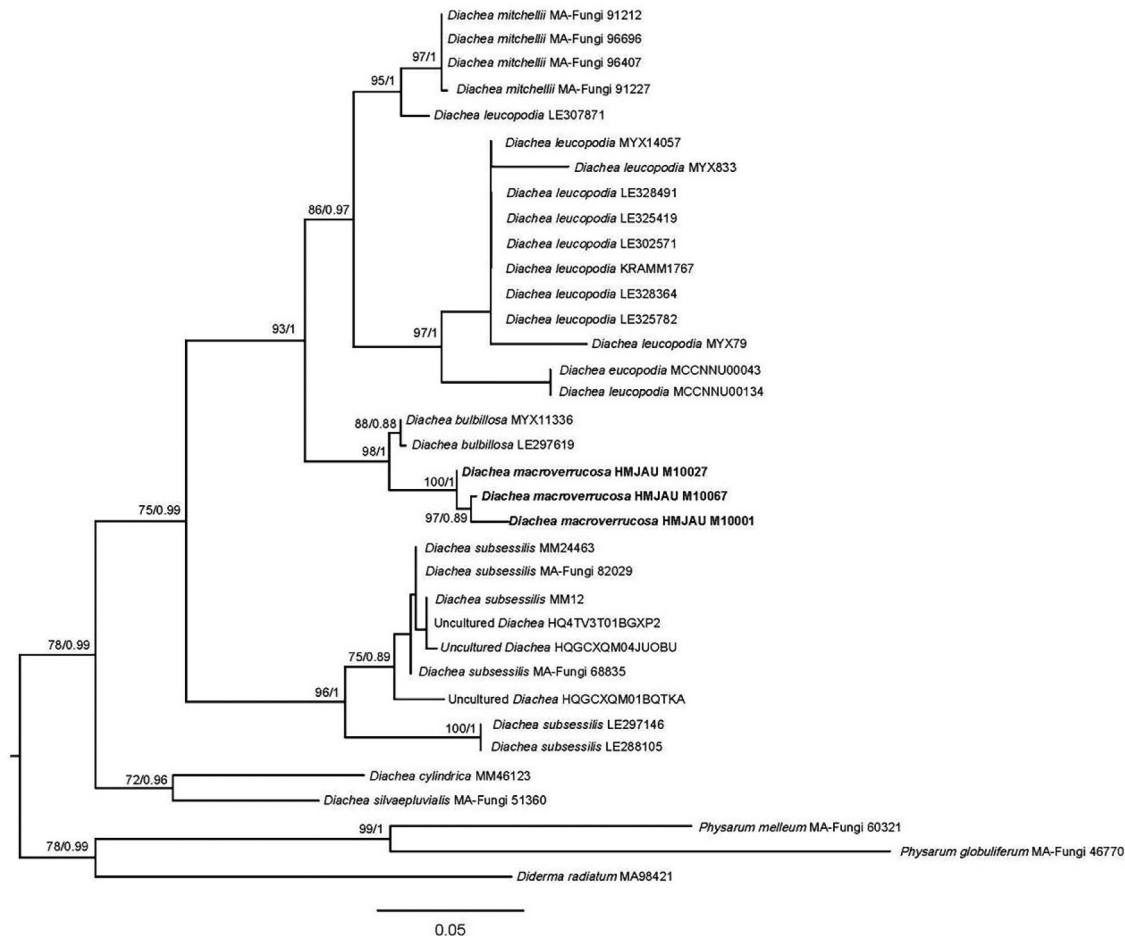 Diachea mitchellii MA-Fungi 91212
Diachea mitchellii MA-Fungi 96696
97/1
Diachea mitchellii MA-Fungi 96407
95/1
Diachea mitchellii MA-Fungi 91227
Diachea leucopodia LE307871
Diachea leucopodia MYX14057
Diachea leucopodia MYX833
Diachea leucopodia LE328491
86/0.97
Diachea leucopodia LE325419
Diachea leucopodia LE302571
Diachea leucopodia KRAMM1767
Diachea leucopodia LE328364
Diachea leucopodia LE325782
93/1
97/1
Diachea leucopodia MYX79
Diachea eucopodia MCCNNU00043
Diachea leucopodia MCCNNU00134
88/0.88
Diachea bulbillosa MYX11336
Diachea bulbillosa LE297619
98/1
Diachea macroverrucosa HMJAU M10027
100/1
Diachea macroverrucosa HMJAU M10067
97/0.89
Diachea macroverrucosa HMJAU M10001
75/0.99
Diachea subsessilis MM24463
Diachea subsessilis MA-Fungi 82029
Diachea subsessilis MM12
Uncultured Diachea HQ4TV3T01BGXP2
78/0.99
Uncultured Diachea HQGCXQM04JUOBU
75/0.89
Diachea subsessilis MA-Fungi 68835
96/1
Uncultured Diachea HQGCXQM01BQTKA
100/1
Diachea subsessilis LE297146
Diachea subsessilis LE288105
72/0.96
Diachea cylindrica MM46123
Diachea silvaepluvialis MA-Fungi 51360
99/1
Physarum melleum MA-Fungi 60321
78/0.99
Physarum globuliferum MA-Fungi 46770
Diderma radiatum MA98421
0.05